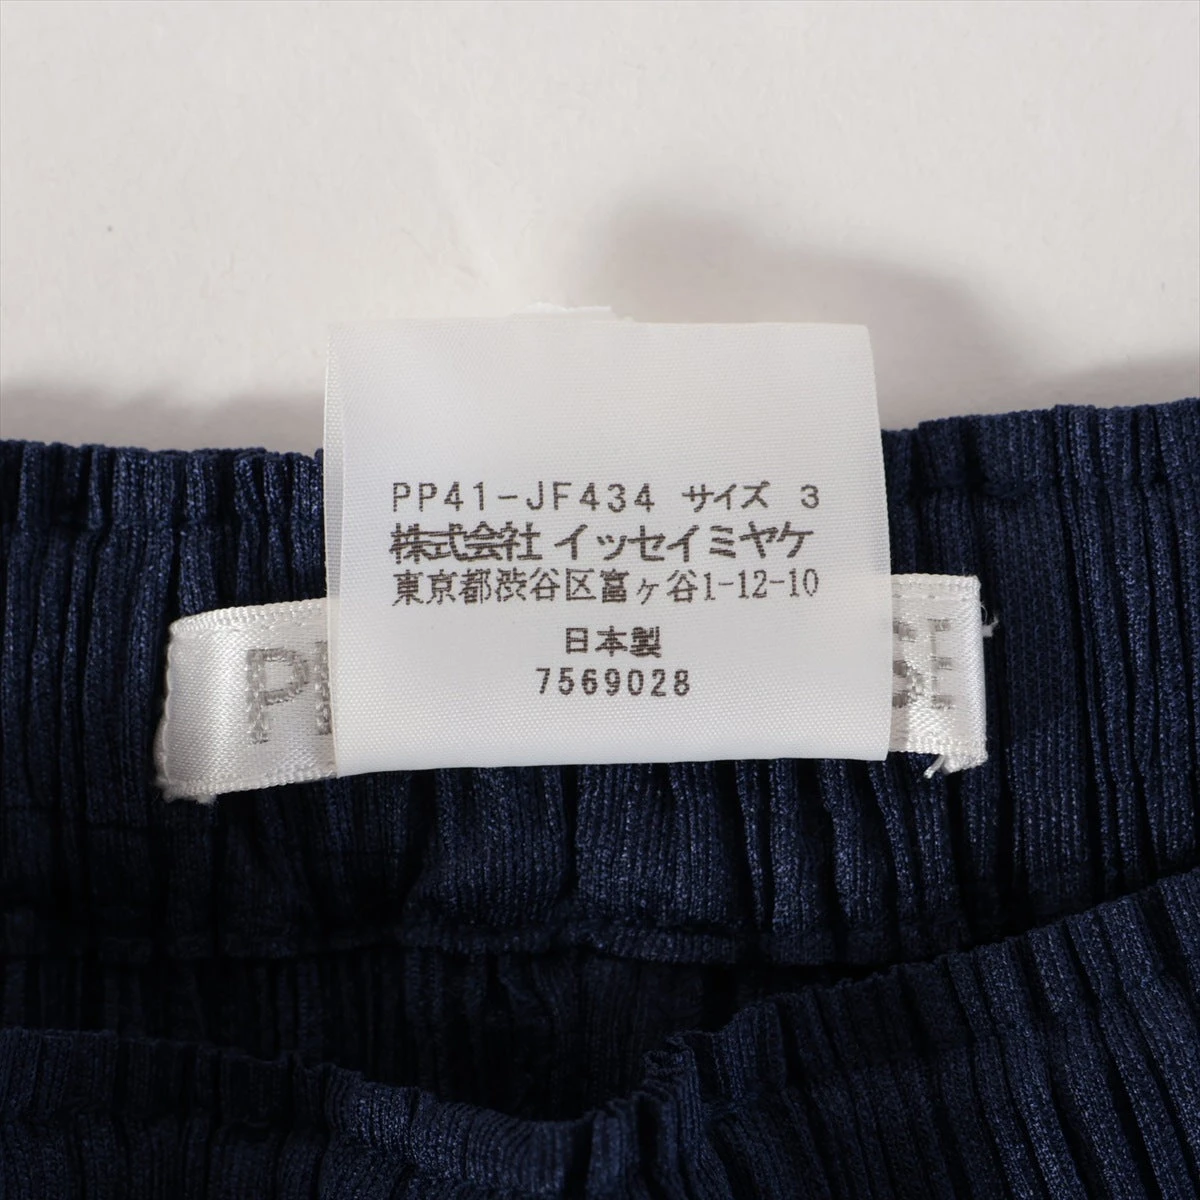 PP41-JF434 サイズ 3
株式会社 イッセイミヤケ
東京都渋谷区富ヶ谷1-12-10
日本製
7569028